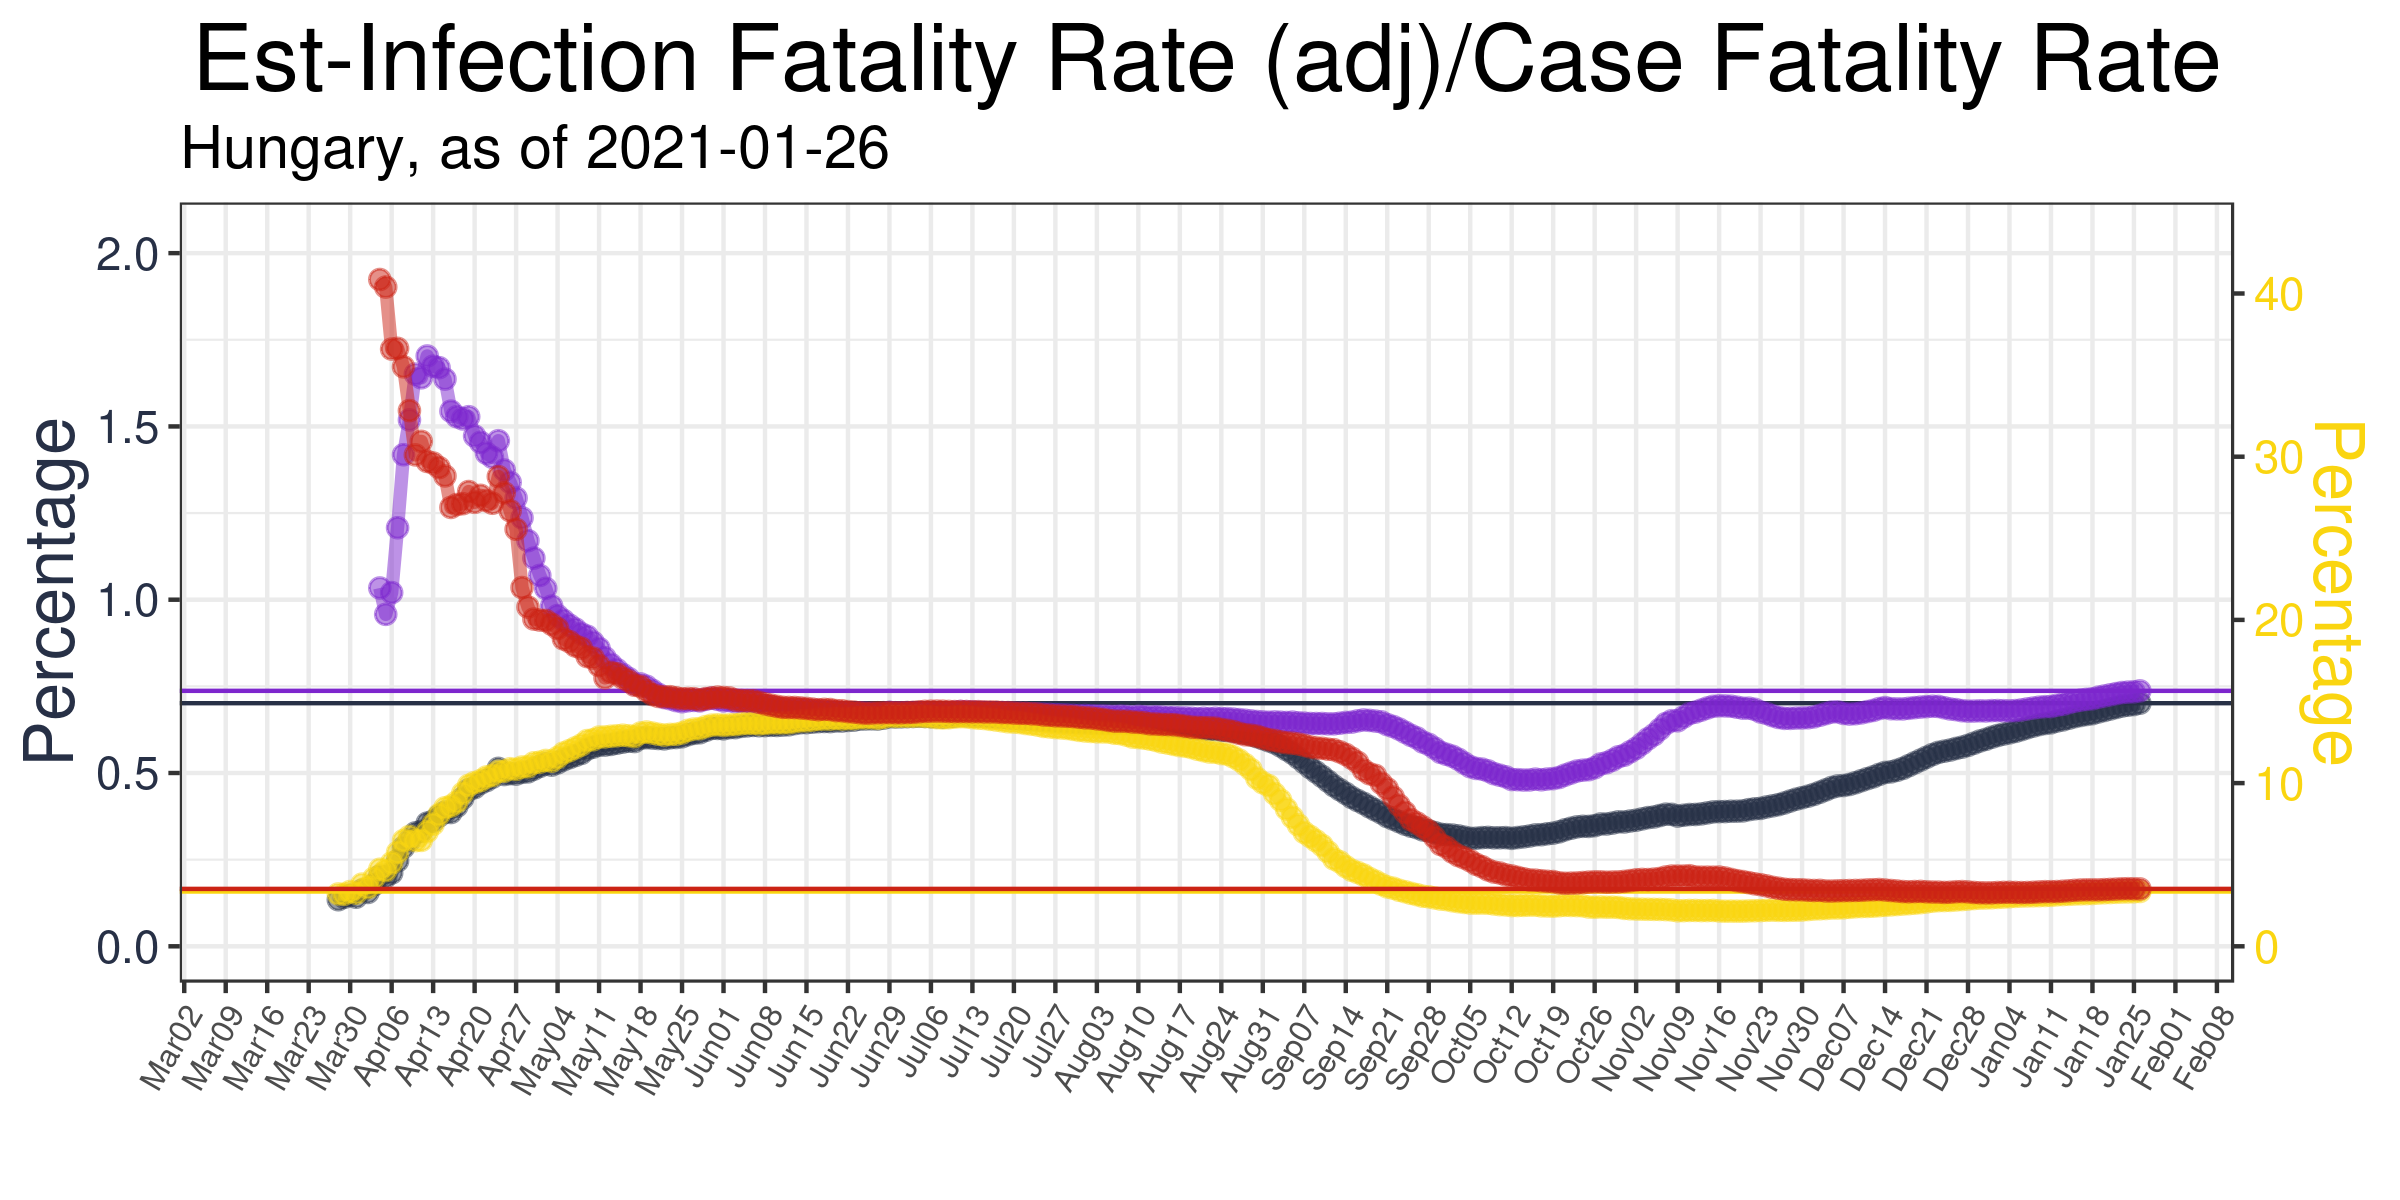 Est-Infection Fatality Rate (adj)/Case Fatality Rate
Hungary, as of 2021-01-26
Percentage
2.0
1.5
1.0
0.5
0.0
40
30
20
10
0
Percentage
Mar02
Mar09
Mar16
Mar23
Mar30
Apr06
Apr13
Apr20
Apr27
May04
May11
May18
May25
Jun01
Jun08
Jun15
Jun22
Jun29
Jul06
Jul13
Jul20
Jul27
Aug03
Aug10
Aug17
Aug24
Aug31
Sep07
Sep14
Sep21
Sep28
Oct05
Oct12
Oct19
Oct26
Nov02
Nov09
Nov16
Nov23
Nov30
Dec07
Dec14
Dec21
Dec28
Jan04
Jan11
Jan18
Jan25
Feb01
Feb08